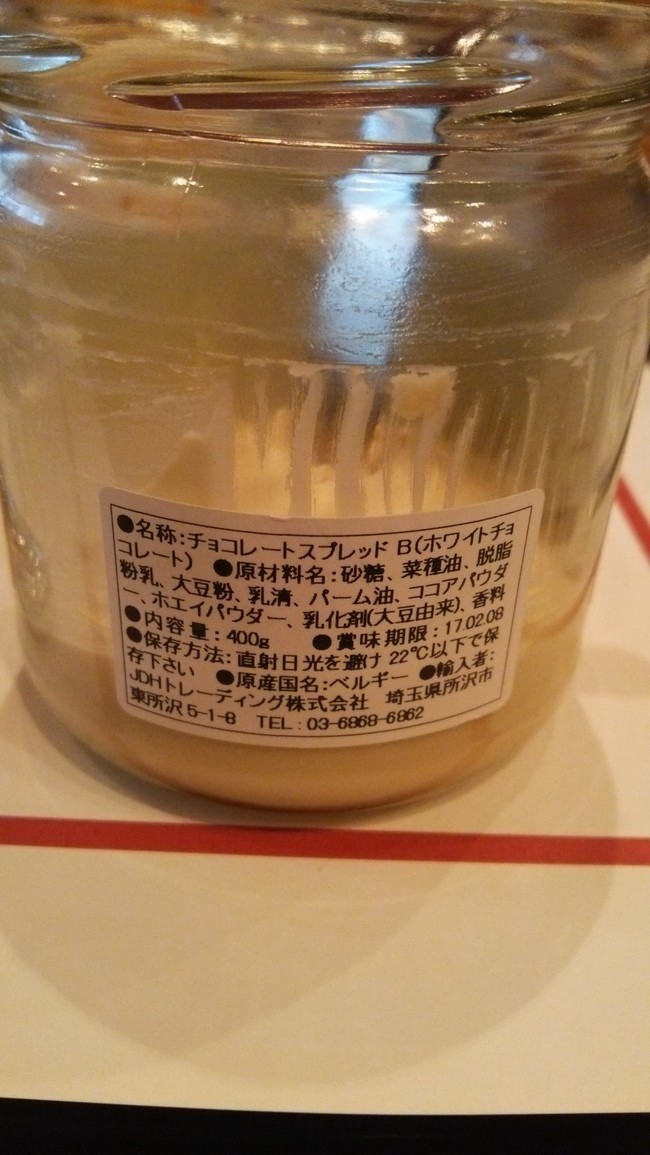 ●名称:チョコレートスプレッド B(ホワイトチョ
コレート) ●原材料名:砂糖、菜種油、脱脂
粉乳、大豆粉、乳清、パーム油、ココアパウダ
ー、ホエイパウダー、乳化剤(大豆由来)、香料
●内容量:400g ●賞味期限:17.02.08
●保存方法:直射日光を避け 22℃以下で保
存下さい ●原産国名:ベルギー ●輸入者:
JDHトレーディング株式会社 埼玉県所沢市
東所沢 5-1-8 TEL:03-6868-6862